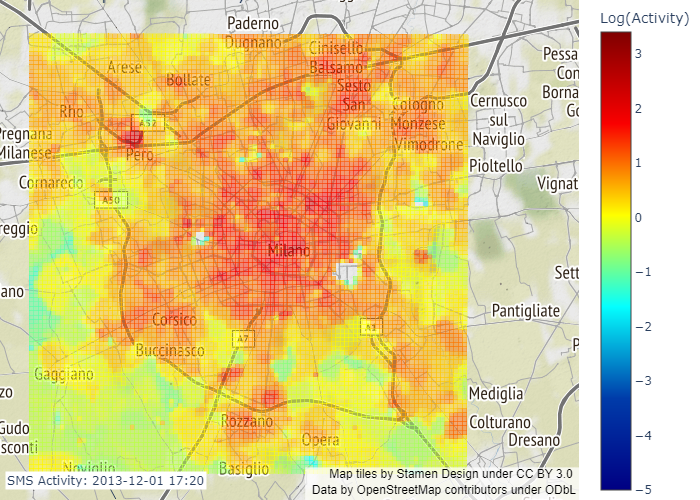 Log(Activity)
Paderno
Dugnano
Cinisello
Balsamo
Arese
Bollate
Sesto
San
Giovanni
Rho
A52
Pero
Cologno
Monzese
Vimodrone
Pessa
Con
Borna
Go
Cernusco
sul
Naviglio
Pioltello
Vignat
Pregnana
Milanese
Cornaredo
A50
reggio
Milano
Sett
ano
Pantigliate
Corsico
A7
A1
Buccinasco
P
Gaggiano
zo
Mediglia
Gudo
sconti
Rozzano
Opera
Colturano
Dresano
Noviglio
Basiglio
3
2
1
0
−1
−2
−3
−4
−5
SMS Activity: 2013-12-01 17:20
Map tiles by Stamen Design under CC BY 3.0
Data by OpenStreetMap contributors under ODbL